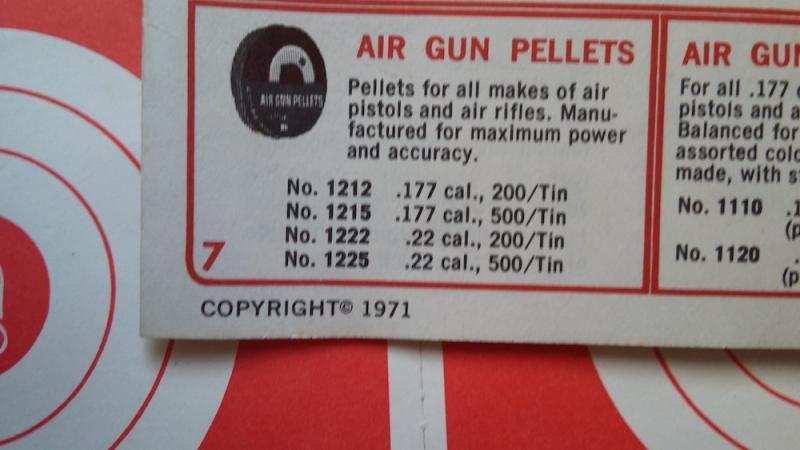 AIR GUN PELLETS
AIR GUN PELLETS
Pellets for all makes of air
pistols and air rifles. Manu-
factured for maximum power
and accuracy.
No. 1212 .177 cal., 200/Tin
No. 1215 .177 cal., 500/Tin
No. 1222 .22 cal., 200/Tin
No. 1225 .22 cal., 500/Tin
7
AIR GUN
For all .177
pistols and a
Balanced for
assorted colo
made, with s
No. 1110 .1
(p
No. 1120 .
(p
COPYRIGHT© 1971